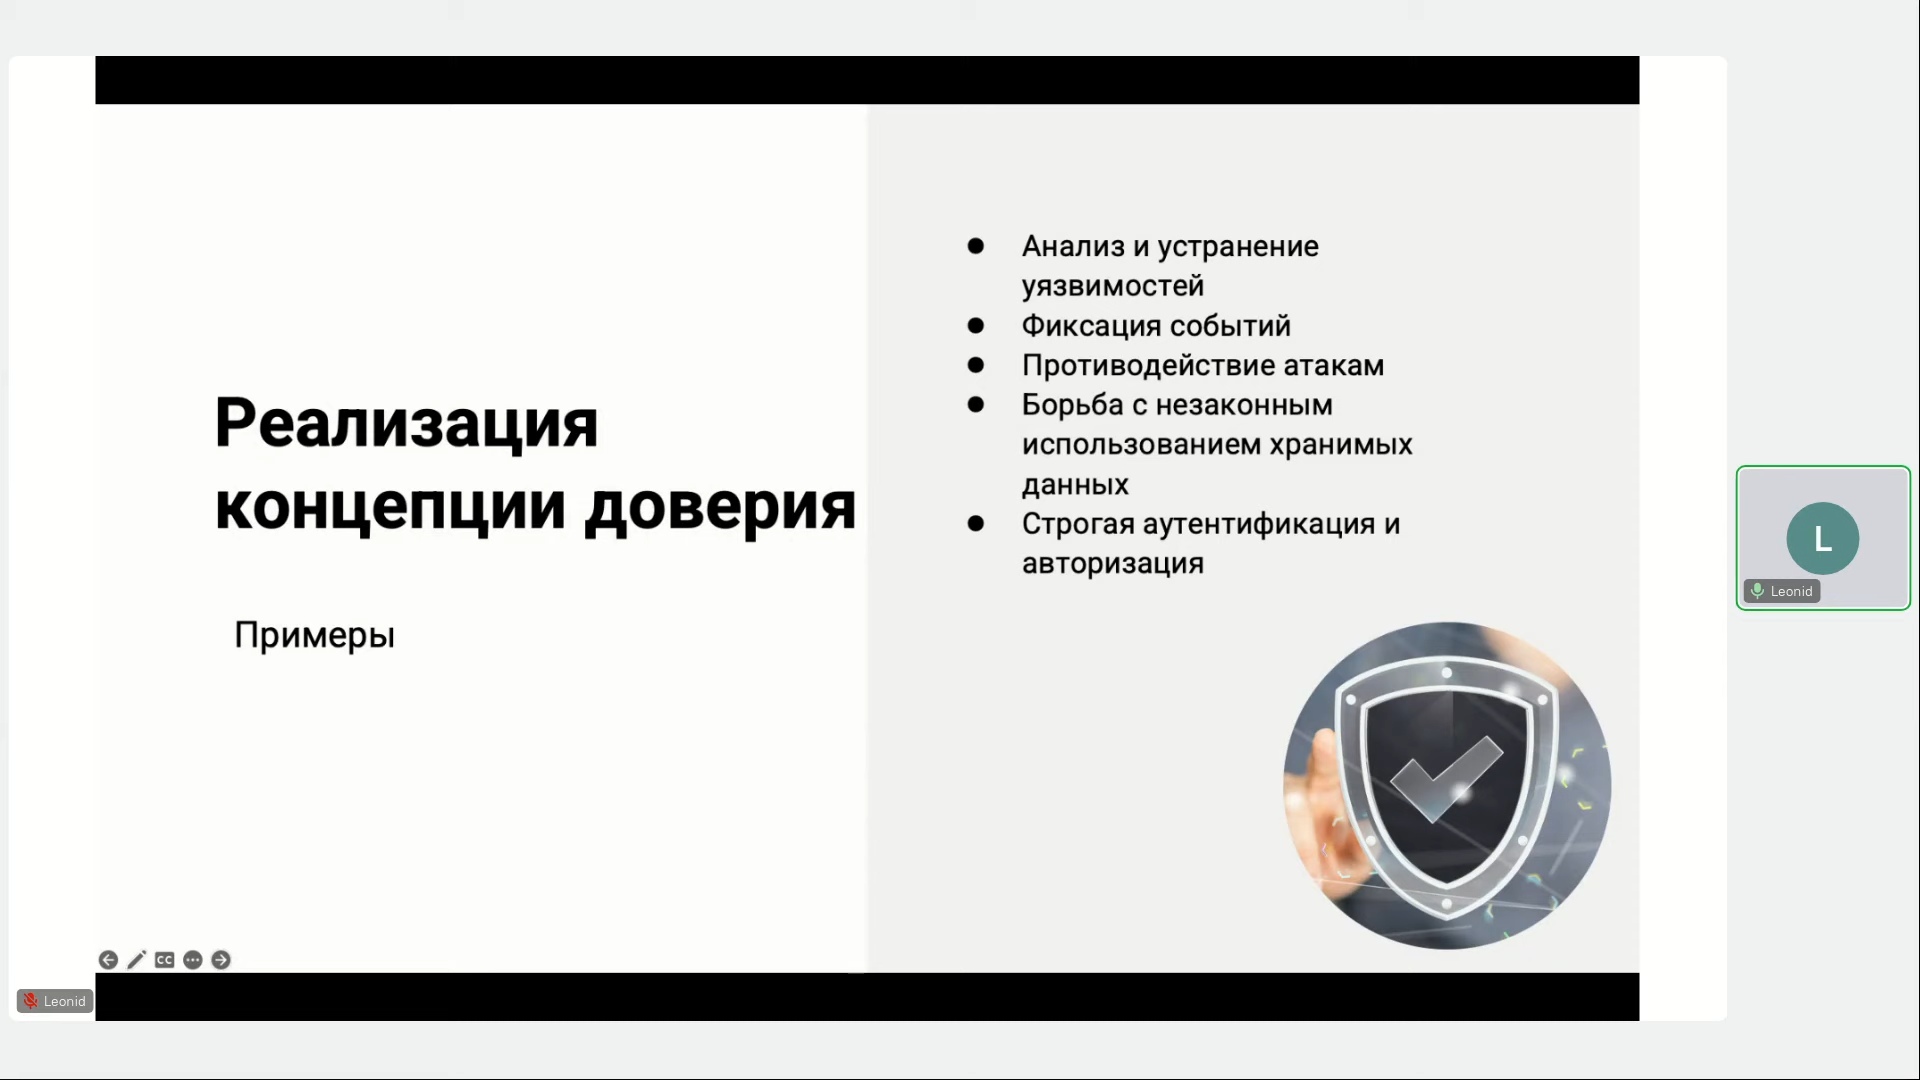 Реализация
концепции доверия
Примеры
● Анализ и устранение
уязвимостей
● Фиксация событий
● Противодействие атакам
● Борьба с незаконным
использованием хранимых
данных
● Строгая аутентификация и
авторизация
CC
Leonid
L
Leonid